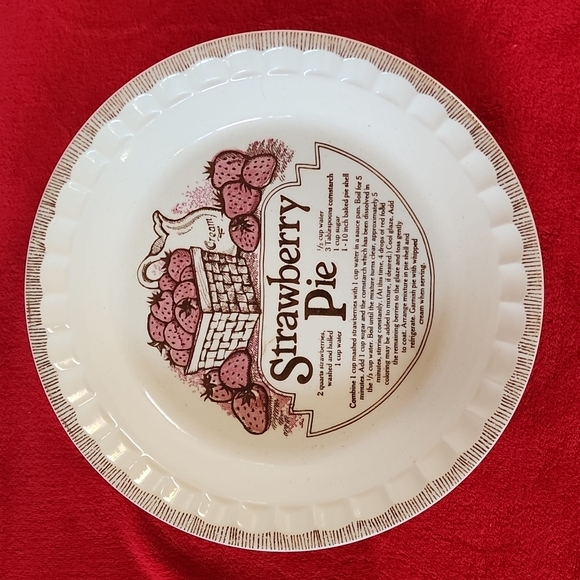 Cream
Strawberry
Pie
2 quarts strawberries,
washed and hulled
1 cup water
⅓ cup water
3 Tablespoons cornstarch
1 cup sugar
1 - 10 inch baked pie shell
Combine 1 cup mashed strawberries with 1 cup water in a sauce pan. Boil for 5
minutes. Add 1 cup sugar and the cornstarch which has been dissolved in
the ⅓ cup water. Boil until the mixture turns clear, approximately 5
minutes, stirring constantly. (At this time, 4 drops of red food
coloring may be added to mixture, if desired.) Cool glaze. Add
the remaining berries to the glaze and toss gently
to coat. Arrange mixture in pie shell and
refrigerate. Garnish pie with whipped
cream when serving.